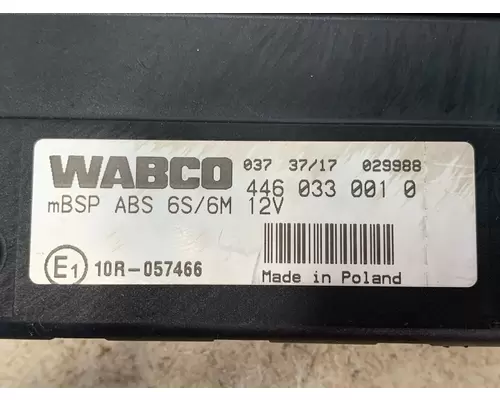 WABCO 037 37/17 029988
446 033 001 0
mBSP ABS 6S/6M 12V
E1 10R-057466
Made in Poland